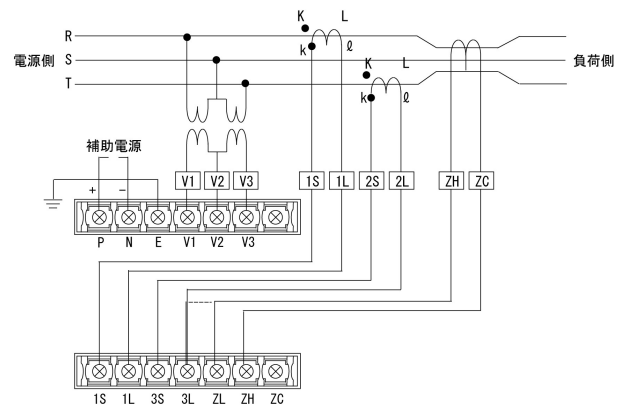 K L
R
k ℓ
電源側 S
K L
負荷側
T
k ℓ
補助電源
+ −
V1 V2 V3 1S 1L 2S 2L ZH ZC
P N E V1 V2 V3
1S 1L 3S 3L ZL ZH ZC